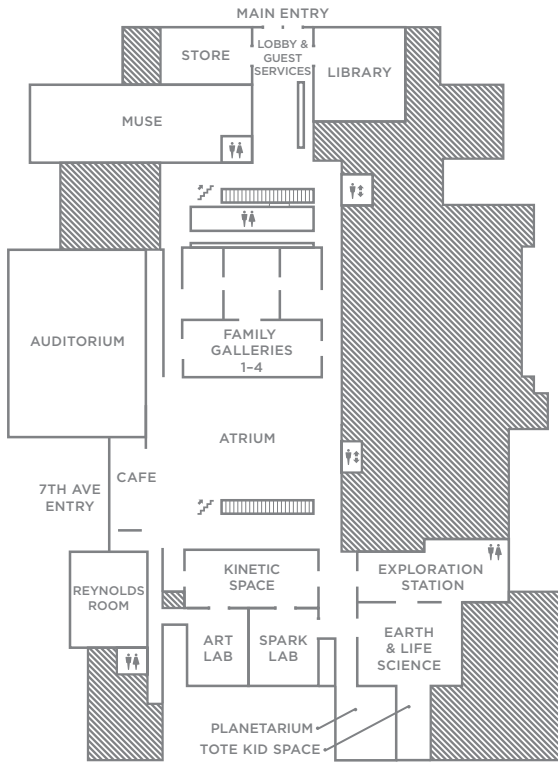 MAIN ENTRY
STORE
LOBBY &
GUEST
SERVICES
LIBRARY
MUSE
AUDITORIUM
FAMILY
GALLERIES
1–4
ATRIUM
CAFE
7TH AVE
ENTRY
KINETIC
SPACE
EXPLORATION
STATION
REYNOLDS
ROOM
ART
LAB
SPARK
LAB
EARTH
& LIFE
SCIENCE
PLANETARIUM
TOTE KID SPACE